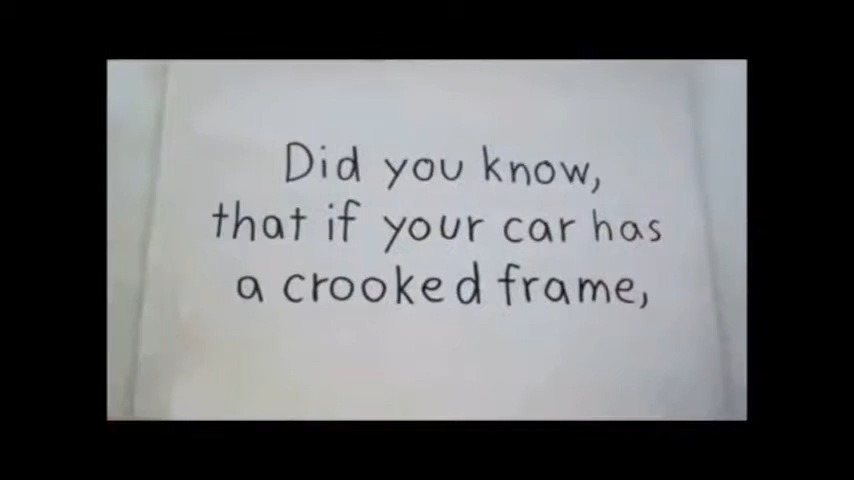 Did you know,
that if your car has
a crooked frame,